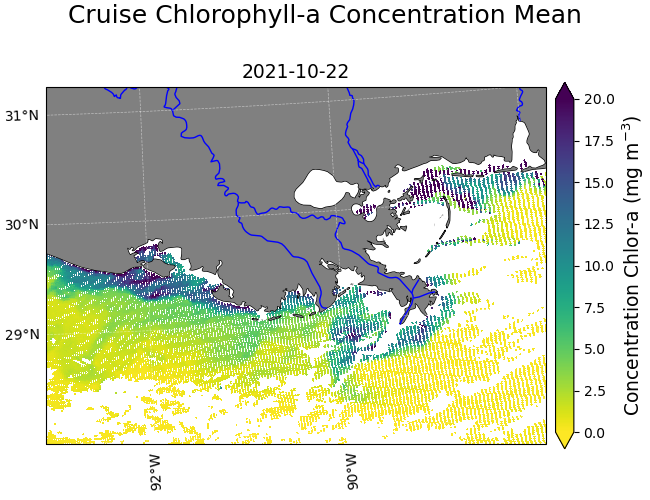 Cruise Chlorophyll-a Concentration Mean
2021-10-22
31°N
30°N
29°N
92°W
90°W
20.0
17.5
15.0
12.5
10.0
7.5
5.0
2.5
0.0
Concentration Chlor-a (mg m⁻³)